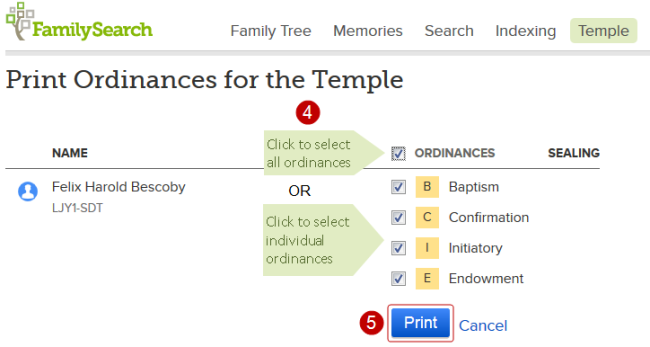 FamilySearch
Family Tree Memories Search Indexing Temple
Print Ordinances for the Temple
4
Click to select
all ordinances
NAME ORDINANCES SEALING
Felix Harold Bescoby
LJY1-SDT
OR
Click to select
individual
ordinances
B Baptism
C Confirmation
I Initiatory
E Endowment
5 Print Cancel